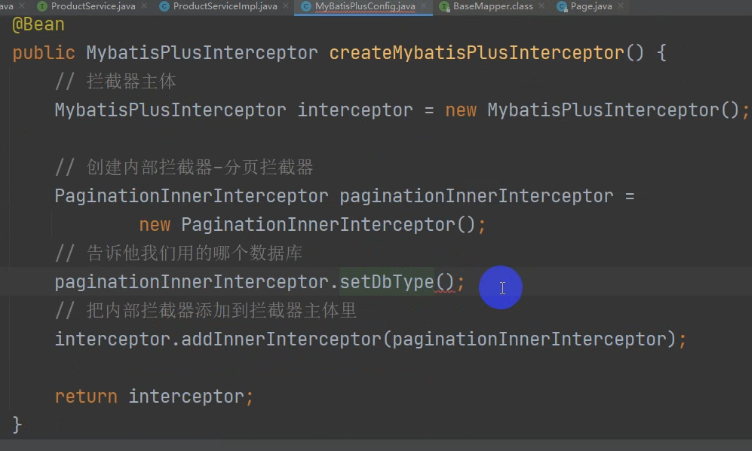 ava ProductService.java ProductServiceImpl.java MyBatisPlusConfig.java BaseMapper.class Page.java
@Bean
public MybatisPlusInterceptor createMybatisPlusInterceptor() {
// 拦截器主体
MybatisPlusInterceptor interceptor = new MybatisPlusInterceptor();
// 创建内部拦截器-分页拦截器
PaginationInnerInterceptor paginationInnerInterceptor =
new PaginationInnerInterceptor();
// 告诉他我们用的哪个数据库
paginationInnerInterceptor.setDbType();
// 把内部拦截器添加到拦截器主体里
interceptor.addInnerInterceptor(paginationInnerInterceptor);
return interceptor;
}